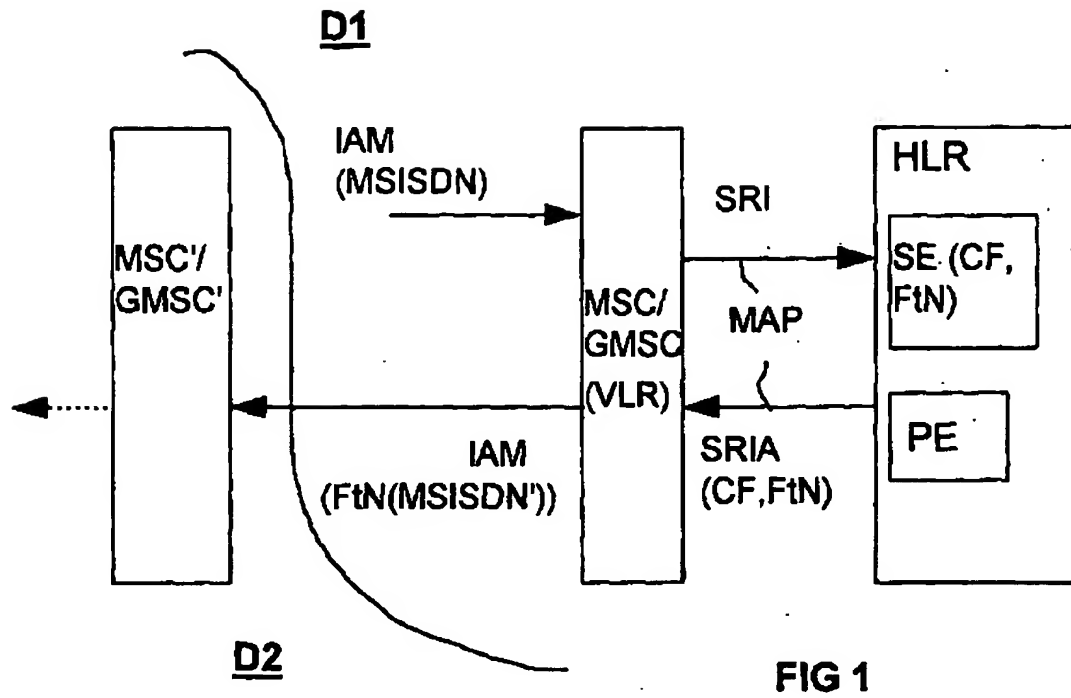 D1
IAM
(MSISDN)
HLR
SRI
MSC'/
GMSC'
SE (CF,
FtN)
MSC/
GMSC
(VLR)
MAP
PE
IAM
(FtN(MSISDN'))
SRIA
(CF,FtN)
D2
FIG 1